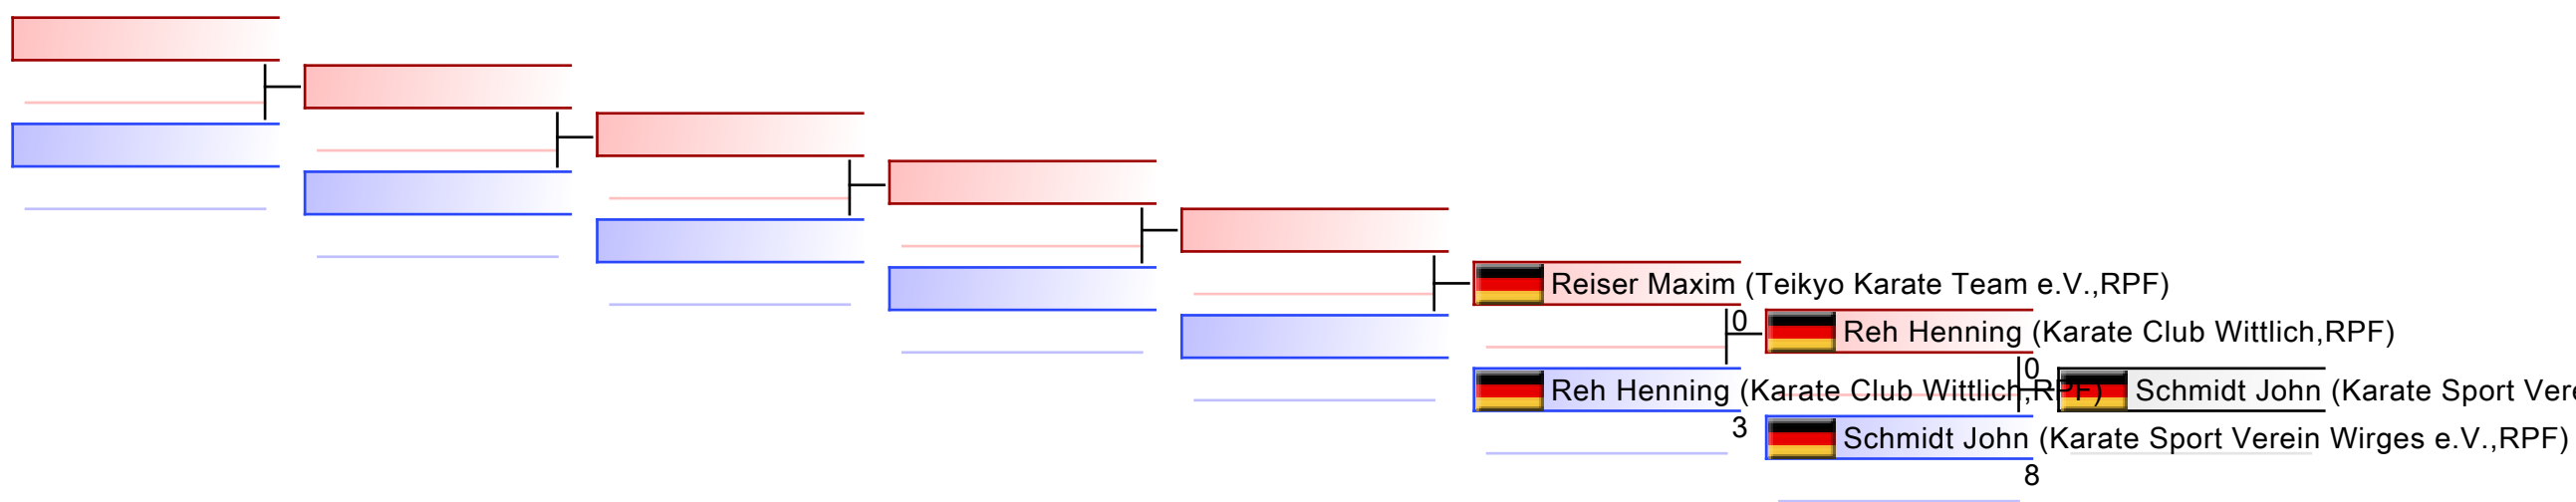 Reiser Maxim (Teikyo Karate Team e.V.,RPF)
0
Reh Henning (Karate Club Wittlich,RPF)
0
Reh Henning (Karate Club Wittlich,RPF)
Schmidt John (Karate Sport Vere
3
Schmidt John (Karate Sport Verein Wirges e.V.,RPF)
8